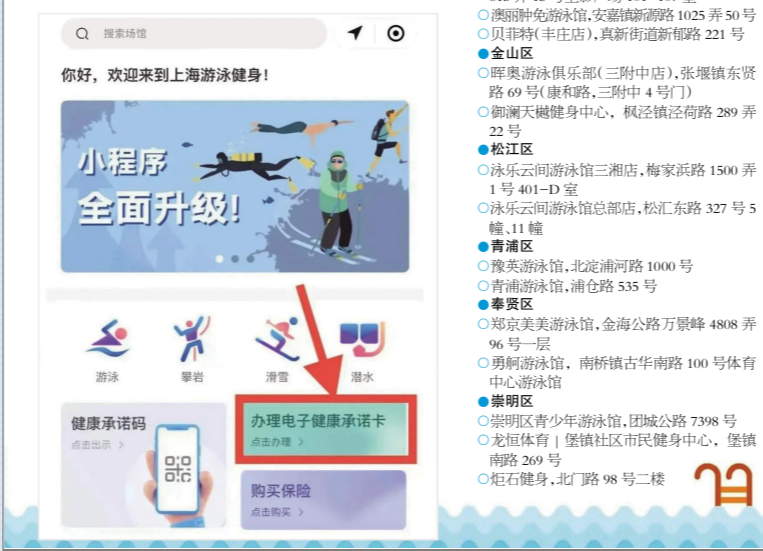 搜索场馆
你好，欢迎来到上海游泳健身！
小程序
全面升级！
游泳
攀岩
滑雪
潜水
健康承诺码
点击出示 >
办理电子健康承诺卡
点击办理 >
购买保险
点击购买 >
○澳丽肿免游泳馆,安嘉镇新源路 1025 弄 50 号
○贝菲特(丰庄店),真新街道新郁路 221 号
●金山区
○晖奥游泳俱乐部(三附中店),张堰镇东贤
路 69 号(康和路,三附中 4 号门)
○御澜天樾健身中心，枫泾镇泾荷路 289 弄
22 号
●松江区
○泳乐云间游泳馆三湘店,梅家浜路 1500 弄
1 号 401-D 室
○泳乐云间游泳馆总部店,松汇东路 327 号 5
幢、11 幢
●青浦区
○豫英游泳馆,北淀浦河路 1000 号
○青浦游泳馆,浦仓路 535 号
●奉贤区
○郑京美美游泳馆,金海公路万景峰 4808 弄
96 号一层
○勇舸游泳馆，南桥镇古华南路 100 号体育
中心游泳馆
●崇明区
○崇明区青少年游泳馆,团城公路 7398 号
○龙恒体育 | 堡镇社区市民健身中心，堡镇
南路 269 号
○炬石健身,北门路 98 号二楼